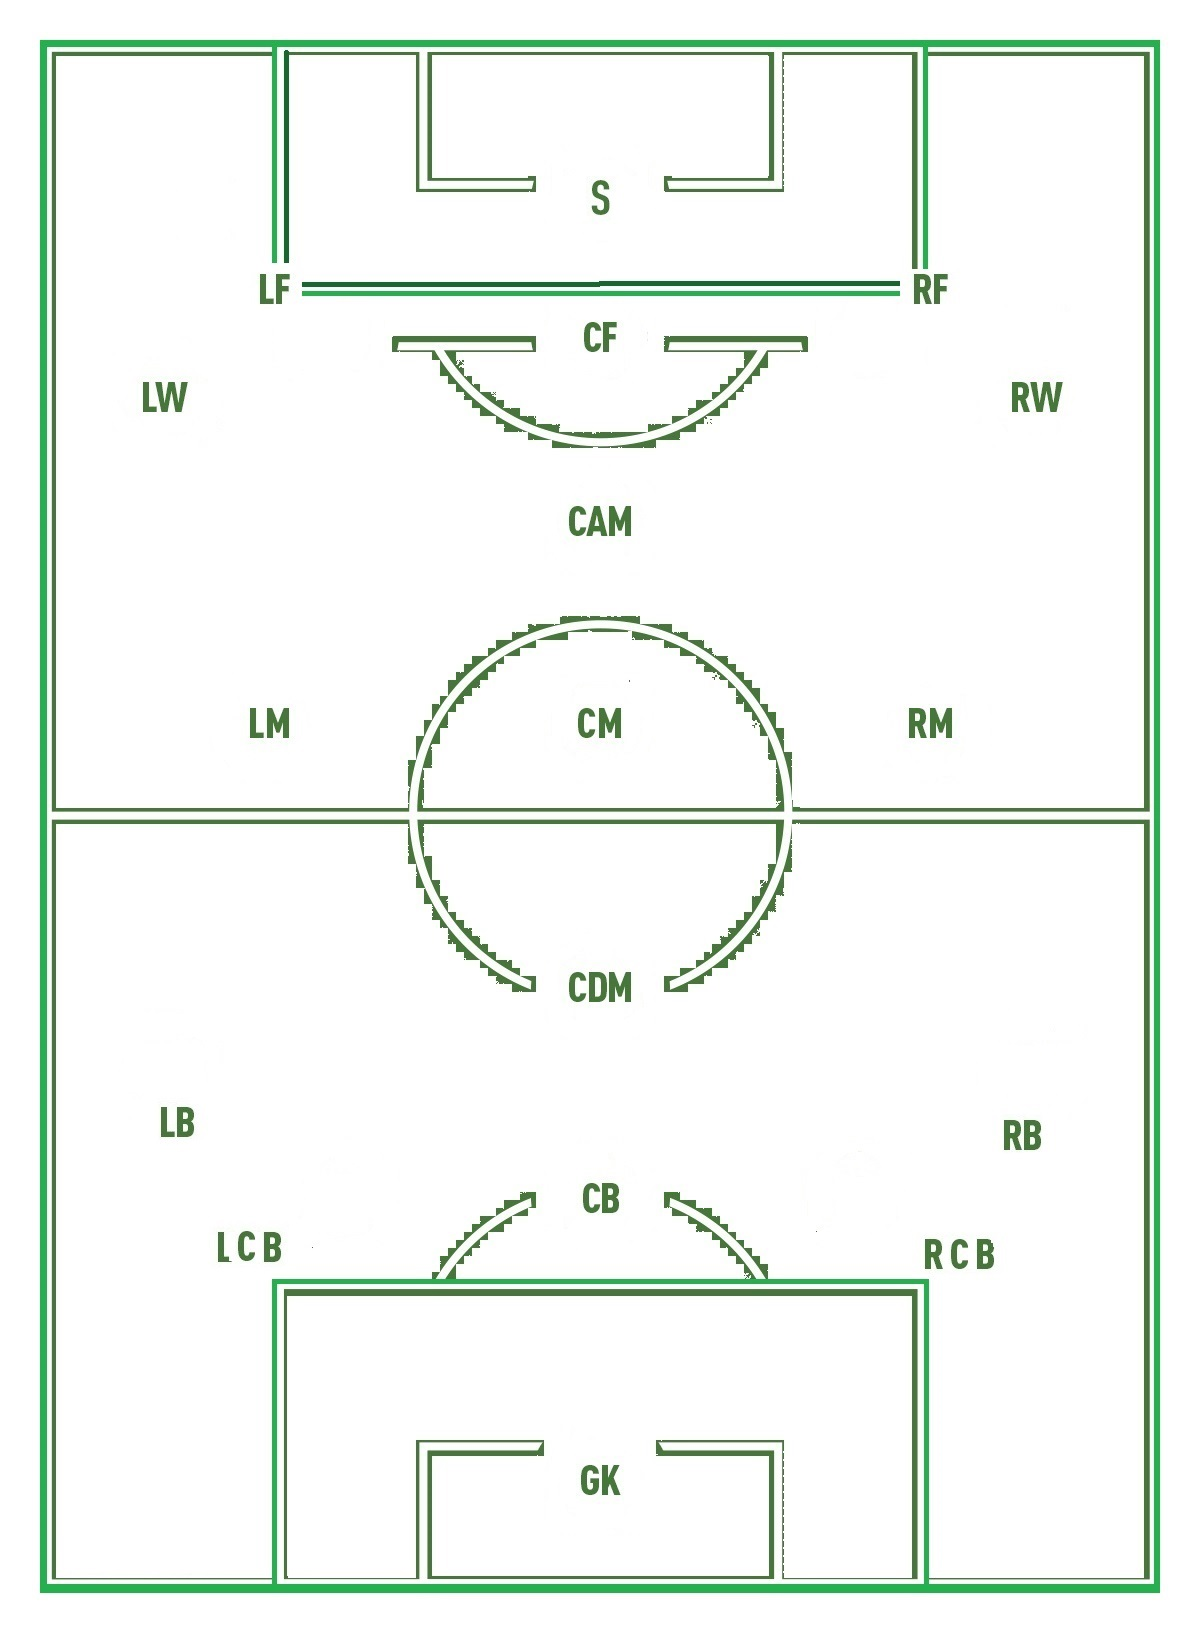 S
LF RF
CF
LW RW
CAM
LM CM RM
CDM
LB RB
CB
LCB RCB
GK